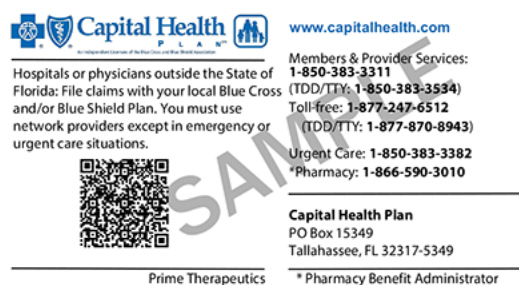 Capital Health
PLAN
An Independent Licensee of the Blue Cross and Blue Shield Association
Hospitals or physicians outside the State of
Florida: File claims with your local Blue Cross
and/or Blue Shield Plan. You must use
network providers except in emergency or
urgent care situations.
Prime Therapeutics
www.capitalhealth.com
Members & Provider Services:
1-850-383-3311
(TDD/TTY: 1-850-383-3534)
Toll-free: 1-877-247-6512
(TDD/TTY: 1-877-870-8943)
Urgent Care: 1-850-383-3382
*Pharmacy: 1-866-590-3010
Capital Health Plan
PO Box 15349
Tallahassee, FL 32317-5349
* Pharmacy Benefit Administrator
SAMPLE